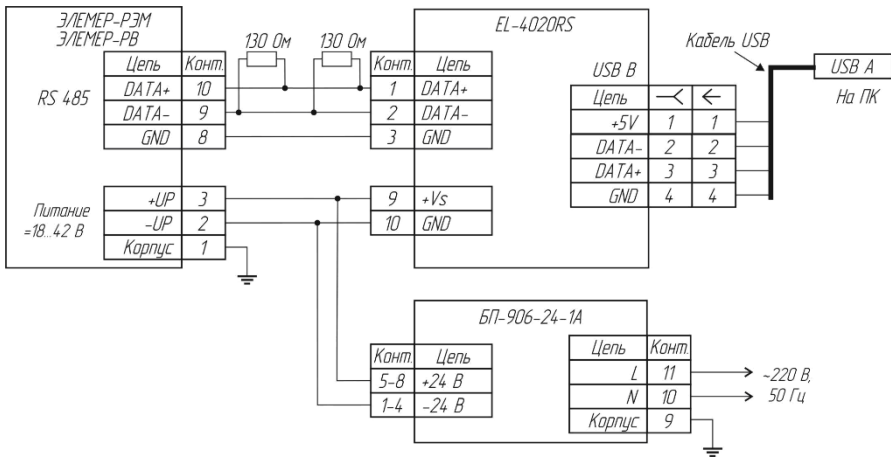 ЭЛЕМЕР-РЭМ
ЭЛЕМЕР-РВ
RS 485
Цепь Конт.
DATA+ 10
DATA- 9
GND 8
Питание
=18...42 В
+UP 3
-UP 2
Корпус 1
130 Ом 130 Ом
EL-4020RS
Конт. Цепь
1 DATA+
2 DATA-
3 GND
9 +Vs
10 GND
USB B
Цепь
+5V 1 1
DATA- 2 2
DATA+ 3 3
GND 4 4
Кабель USB
USB A
На ПК
БП-906-24-1А
Конт. Цепь
5-8 +24 В
1-4 -24 В
Цепь Конт.
L 11
N 10
Корпус 9
~220 В,
50 Гц